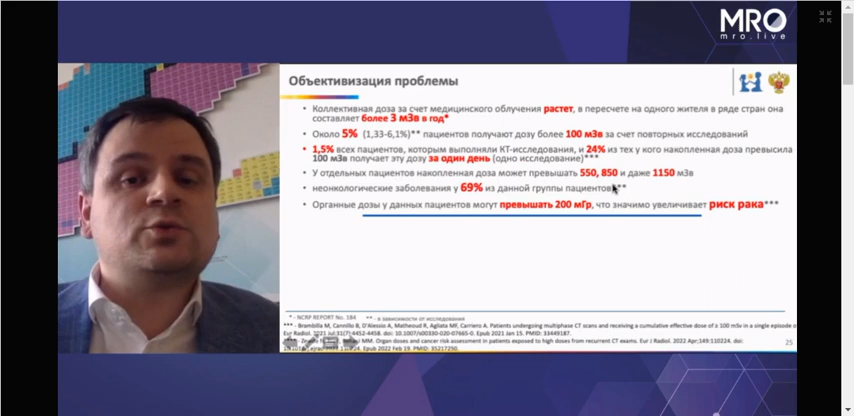 MRO
mro.live
Объективизация проблемы
• Коллективная доза за счет медицинского облучения растет, в пересчете на одного жителя в ряде стран она
составляет более 3 мЗв в год*
• Около 5% (1,33-6,1%)** пациентов получают дозу более 100 мЗв за счет повторных исследований
• 1,5% всех пациентов, которым выполняли КТ-исследования, и 24% из тех у кого накопленная доза превысила
100 мЗв получает эту дозу за один день (одно исследование)***
• У отдельных пациентов накопленная доза может превышать 550, 850 и даже 1150 мЗв
• неонкологические заболевания у 69% из данной группы пациентов **
• Органные дозы у данных пациентов могут превышать 200 мГр, что значимо увеличивает риск рака***
* - NCRP REPORT No. 184 ** - в зависимости от исследования
*** - Brambilla M, Cannillo B, D'Alessio A, Matheoud R, Agliata MF, Carriero A. Patients undergoing multiphase CT scans and receiving a cumulative effective dose of ≥ 100 mSv in a single episode o
Eur Radiol. 2021 Jul;31(7):4452-4458. doi: 10.1007/s00330-020-07665-0. Epub 2021 Jan 15. PMID: 33449187.
MM. Organ doses and cancer risk assessment in patients exposed to high doses from recurrent CT exams. Eur J Radiol. 2022 Apr;149:110224. doi:
110224. Epub 2022 Feb 19. PMID: 35217250.
25